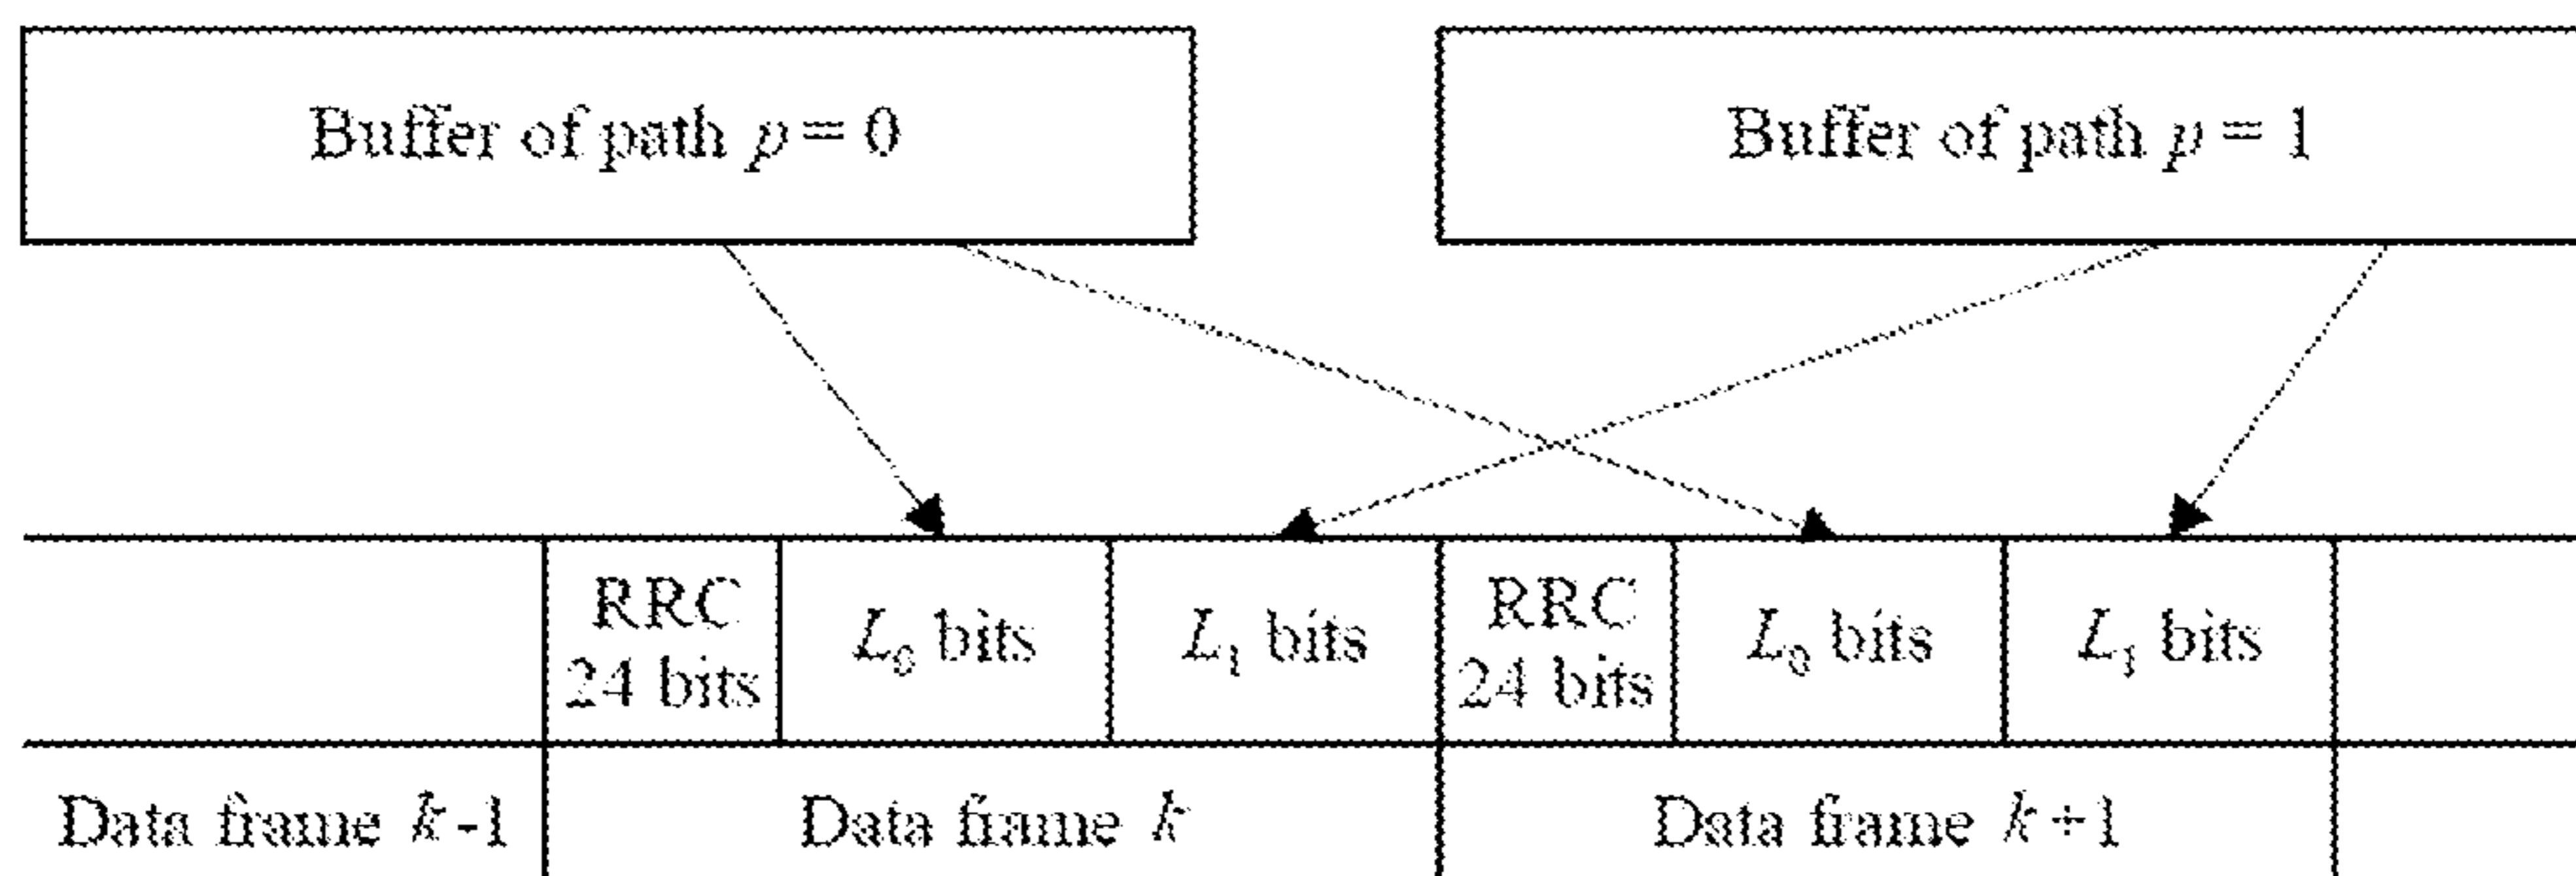 Buffer of path p = 0
Buffer of path p = 1
RRC
24 bits
L₀ bits
L₁ bits
RRC
24 bits
L₀ bits
L₁ bits
Data frame k-1
Data frame k
Data frame k+1